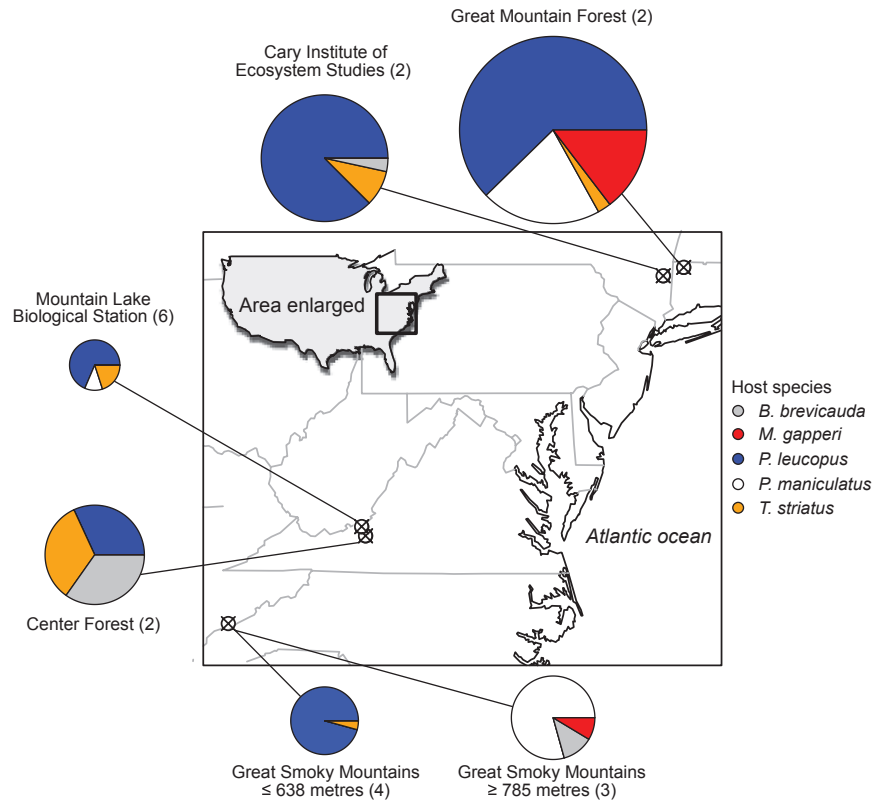 Great Mountain Forest (2)
Cary Institute of
Ecosystem Studies (2)
Mountain Lake
Biological Station (6)
Area enlarged
Host species
B. brevicauda
M. gapperi
P. leucopus
P. maniculatus
T. striatus
Atlantic ocean
Center Forest (2)
Great Smoky Mountains
≤ 638 metres (4)
Great Smoky Mountains
≥ 785 metres (3)